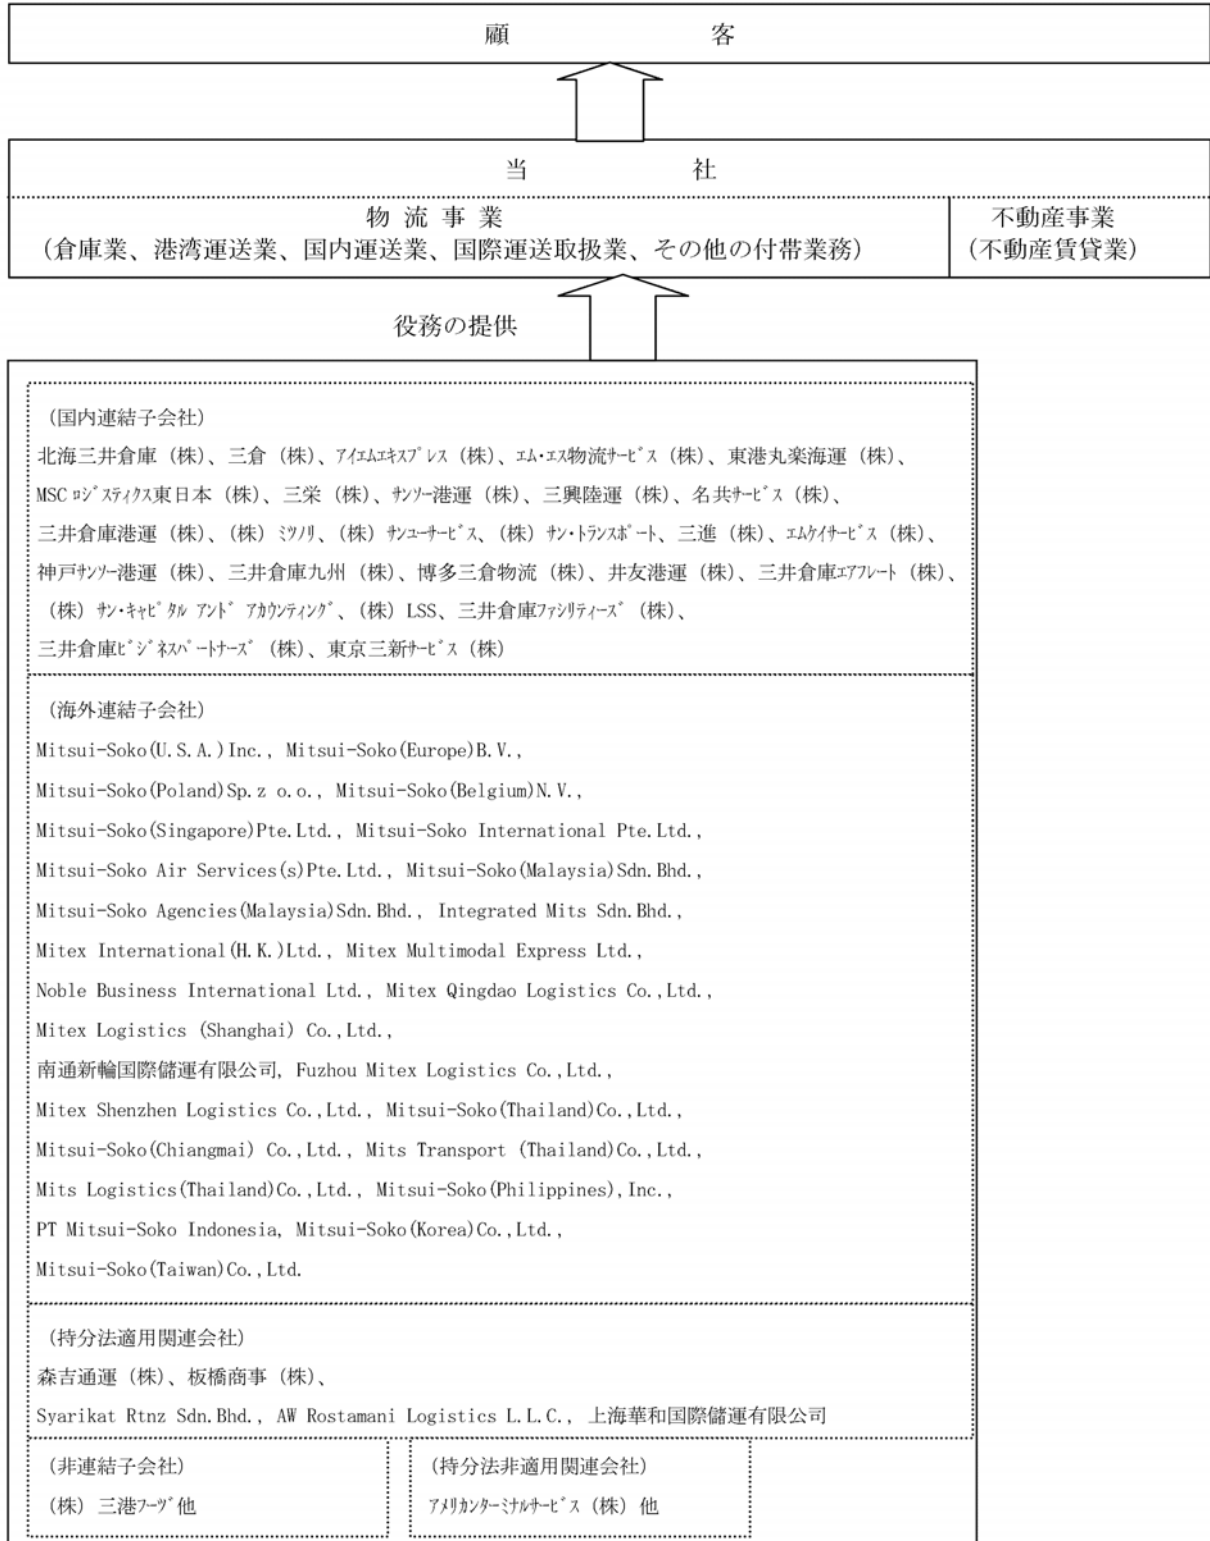 顧客
当社
物流事業
(倉庫業、港湾運送業、国内運送業、国際運送取扱業、その他の付帯業務)
不動産事業
(不動産賃貸業)
役務の提供
(国内連結子会社)
北海三井倉庫(株)、三倉(株)、ｱｲｴﾑｴｷｽﾌﾟﾚｽ(株)、ｴﾑ･ｴｽ物流ｻｰﾋﾞｽ(株)、東港丸楽海運(株)、
MSC ﾛｼﾞｽﾃｨｸｽ東日本(株)、三栄(株)、ｻﾝｿｰ港運(株)、三興陸運(株)、名共ｻｰﾋﾞｽ(株)、
三井倉庫港運(株)、(株)ﾐﾂﾉﾘ、(株)ｻﾝﾕｰｻｰﾋﾞｽ、(株)ｻﾝ･ﾄﾗﾝｽﾎﾟｰﾄ、三進(株)、ｴﾑｹｲｻｰﾋﾞｽ(株)、
神戸ｻﾝｿｰ港運(株)、三井倉庫九州(株)、博多三倉物流(株)、井友港運(株)、三井倉庫ｴｱﾌﾚｰﾄ(株)、
(株)ｻﾝ･ｷｬﾋﾟﾀﾙ ｱﾝﾄﾞ ｱｶｳﾝﾃｨﾝｸﾞ、(株)LSS、三井倉庫ﾌｧｼﾘﾃｨｰｽﾞ(株)、
三井倉庫ﾋﾞｼﾞﾈｽﾊﾟｰﾄﾅｰｽﾞ(株)、東京三新ｻｰﾋﾞｽ(株)
(海外連結子会社)
Mitsui-Soko(U.S.A.)Inc., Mitsui-Soko(Europe)B.V.,
Mitsui-Soko(Poland)Sp.z o.o., Mitsui-Soko(Belgium)N.V.,
Mitsui-Soko(Singapore)Pte.Ltd., Mitsui-Soko International Pte.Ltd.,
Mitsui-Soko Air Services(s)Pte.Ltd., Mitsui-Soko(Malaysia)Sdn.Bhd.,
Mitsui-Soko Agencies(Malaysia)Sdn.Bhd., Integrated Mits Sdn.Bhd.,
Mitex International(H.K.)Ltd., Mitex Multimodal Express Ltd.,
Noble Business International Ltd., Mitex Qingdao Logistics Co.,Ltd.,
Mitex Logistics (Shanghai) Co.,Ltd.,
南通新輪国際儲運有限公司, Fuzhou Mitex Logistics Co.,Ltd.,
Mitex Shenzhen Logistics Co.,Ltd., Mitsui-Soko(Thailand)Co.,Ltd.,
Mitsui-Soko(Chiangmai) Co.,Ltd., Mits Transport (Thailand)Co.,Ltd.,
Mits Logistics(Thailand)Co.,Ltd., Mitsui-Soko(Philippines),Inc.,
PT Mitsui-Soko Indonesia, Mitsui-Soko(Korea)Co.,Ltd.,
Mitsui-Soko(Taiwan)Co.,Ltd.
(持分法適用関連会社)
森吉通運(株)、板橋商事(株)、
Syarikat Rtnz Sdn.Bhd., AW Rostamani Logistics L.L.C., 上海華和国際儲運有限公司
(非連結子会社)
(株)三港ﾌｰﾂﾞ他
(持分法非適用関連会社)
ｱﾒﾘｶﾝﾀｰﾐﾅﾙｻｰﾋﾞｽ(株)他